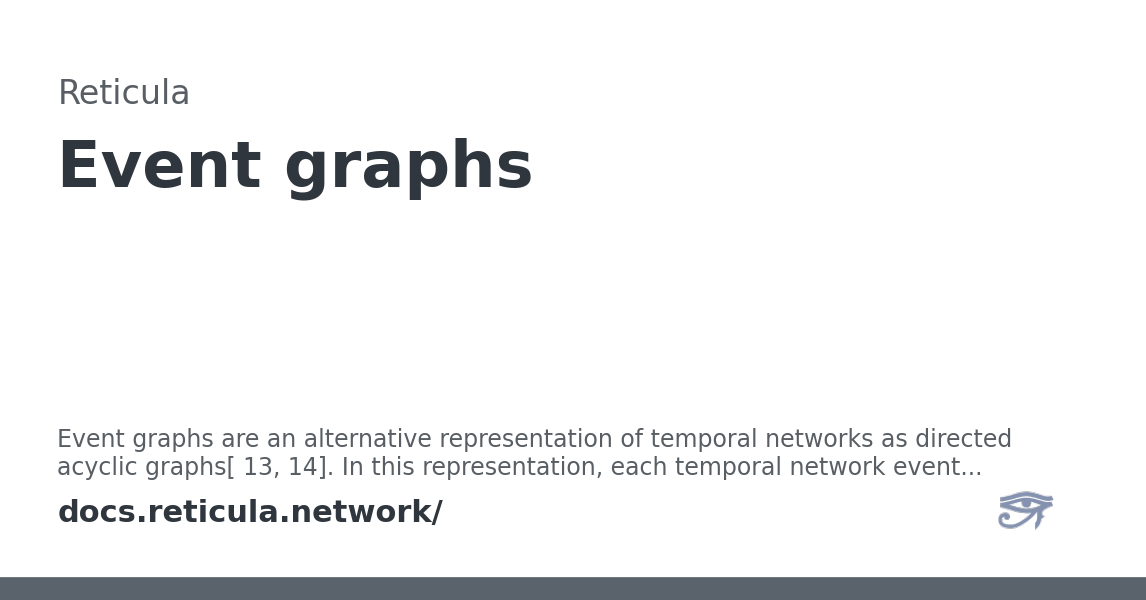 Reticula
Event graphs
Event graphs are an alternative representation of temporal networks as directed
acyclic graphs[ 13, 14]. In this representation, each temporal network event...
docs.reticula.network/